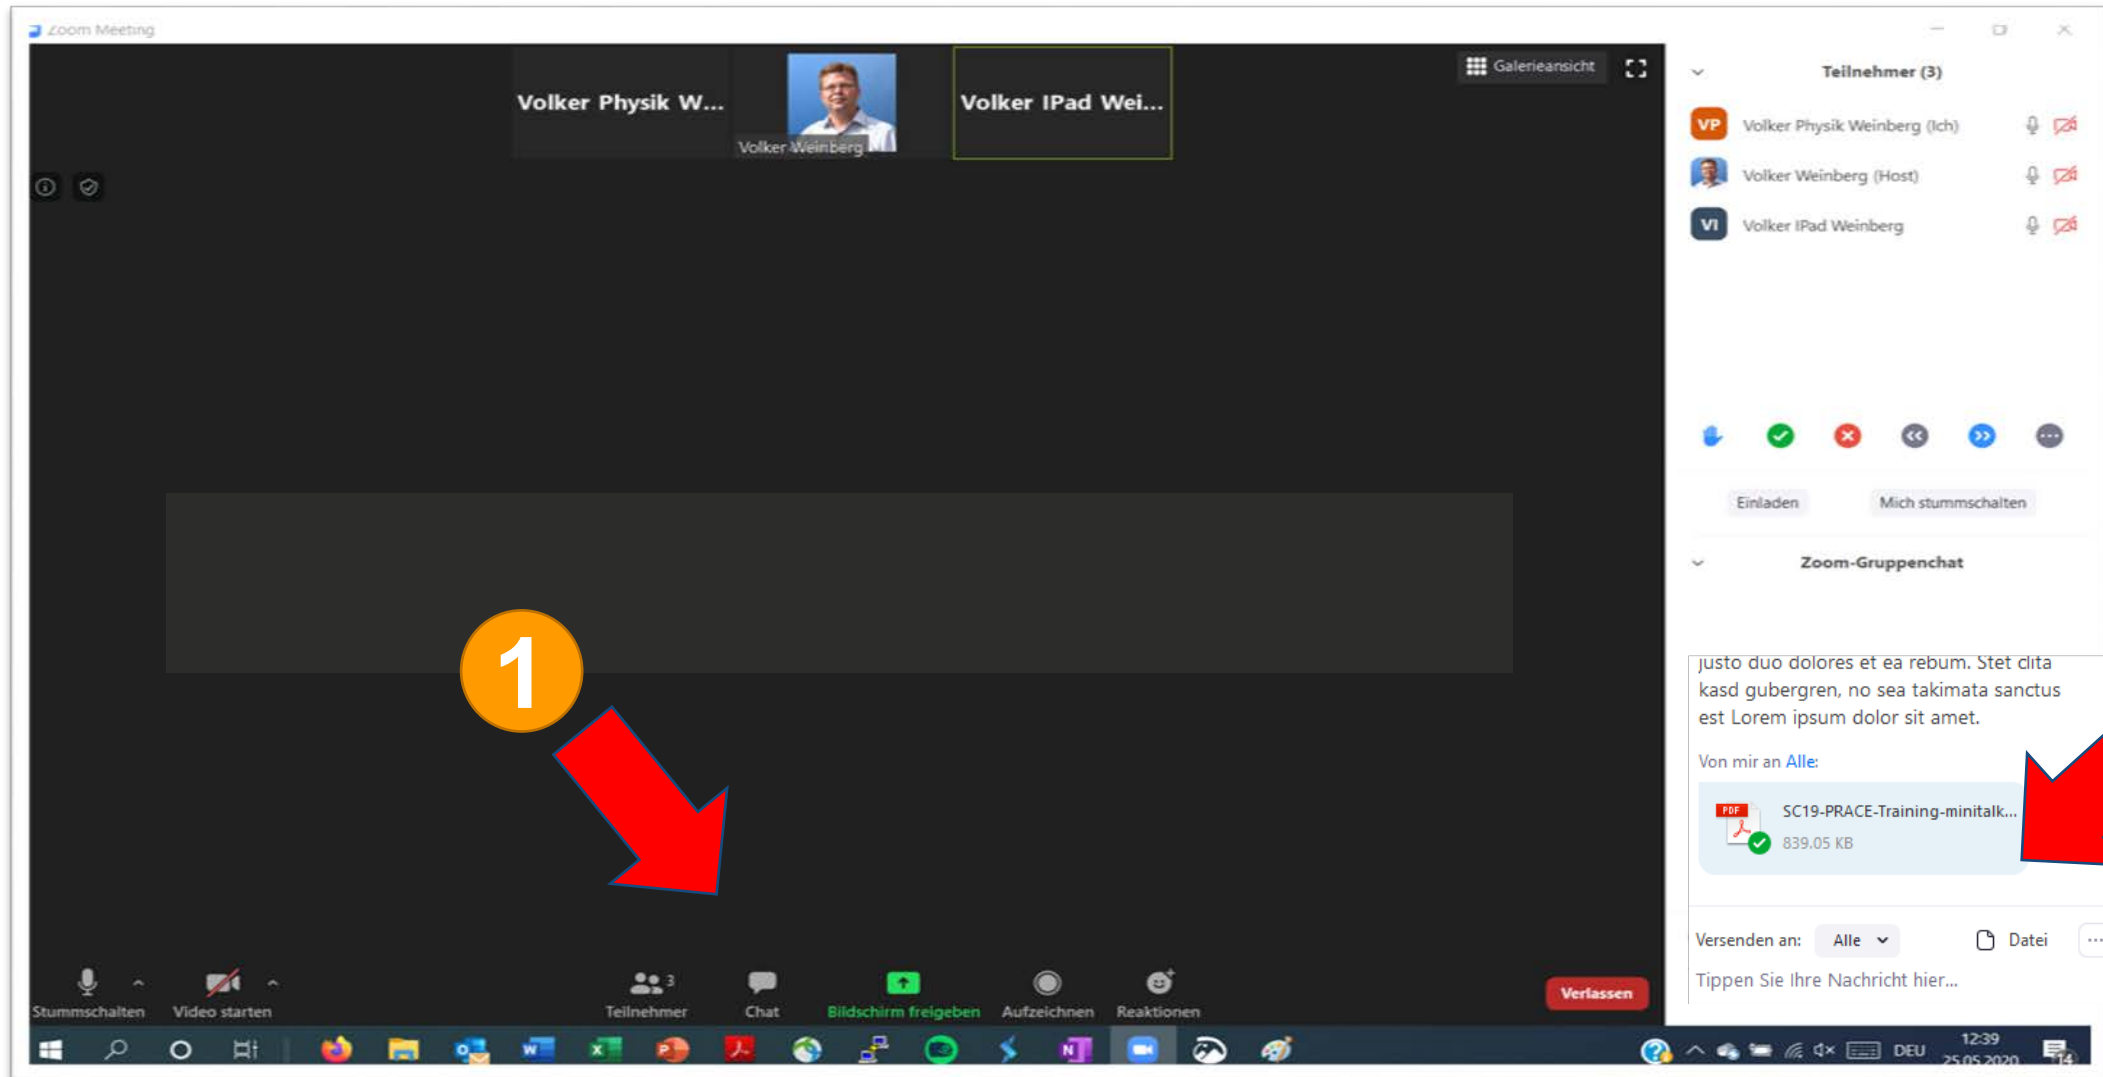 Zoom Meeting
Volker Physik W...
Volker Weinberg
Volker IPad Wei...
Galerieansicht
Teilnehmer (3)
VP Volker Physik Weinberg (Ich)
Volker Weinberg (Host)
VI Volker IPad Weinberg
Einladen Mich stummschalten
Zoom-Gruppenchat
1
justo duo dolores et ea rebum. Stet clita
kasd gubergren, no sea takimata sanctus
est Lorem ipsum dolor sit amet.
Von mir an Alle:
PDF SC19-PRACE-Training-minitalk...
839.05 KB
Versenden an: Alle Datei
Tippen Sie Ihre Nachricht hier...
3
Stummschalten Video starten Teilnehmer Chat Bildschirm freigeben Aufzeichnen Reaktionen Verlassen
DEU 12:39
25.05.2020 14